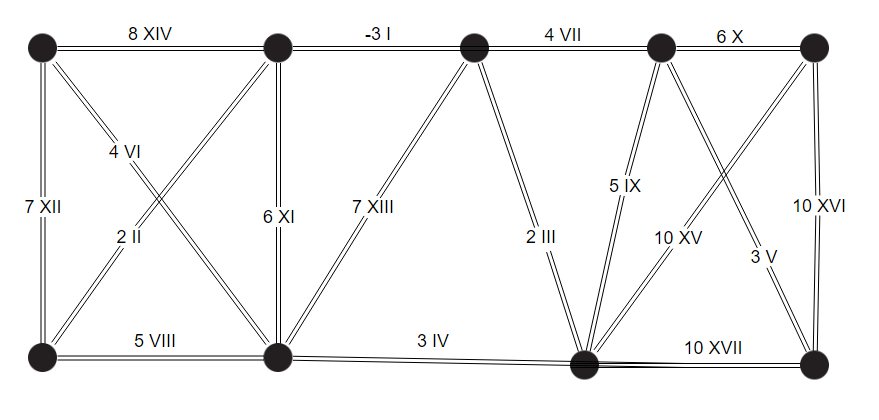 8 XIV
-3 I
4 VII
6 X
4 VI
7 XII
2 II
6 XI
7 XIII
2 III
5 IX
10 XV
3 V
10 XVI
5 VIII
3 IV
10 XVII